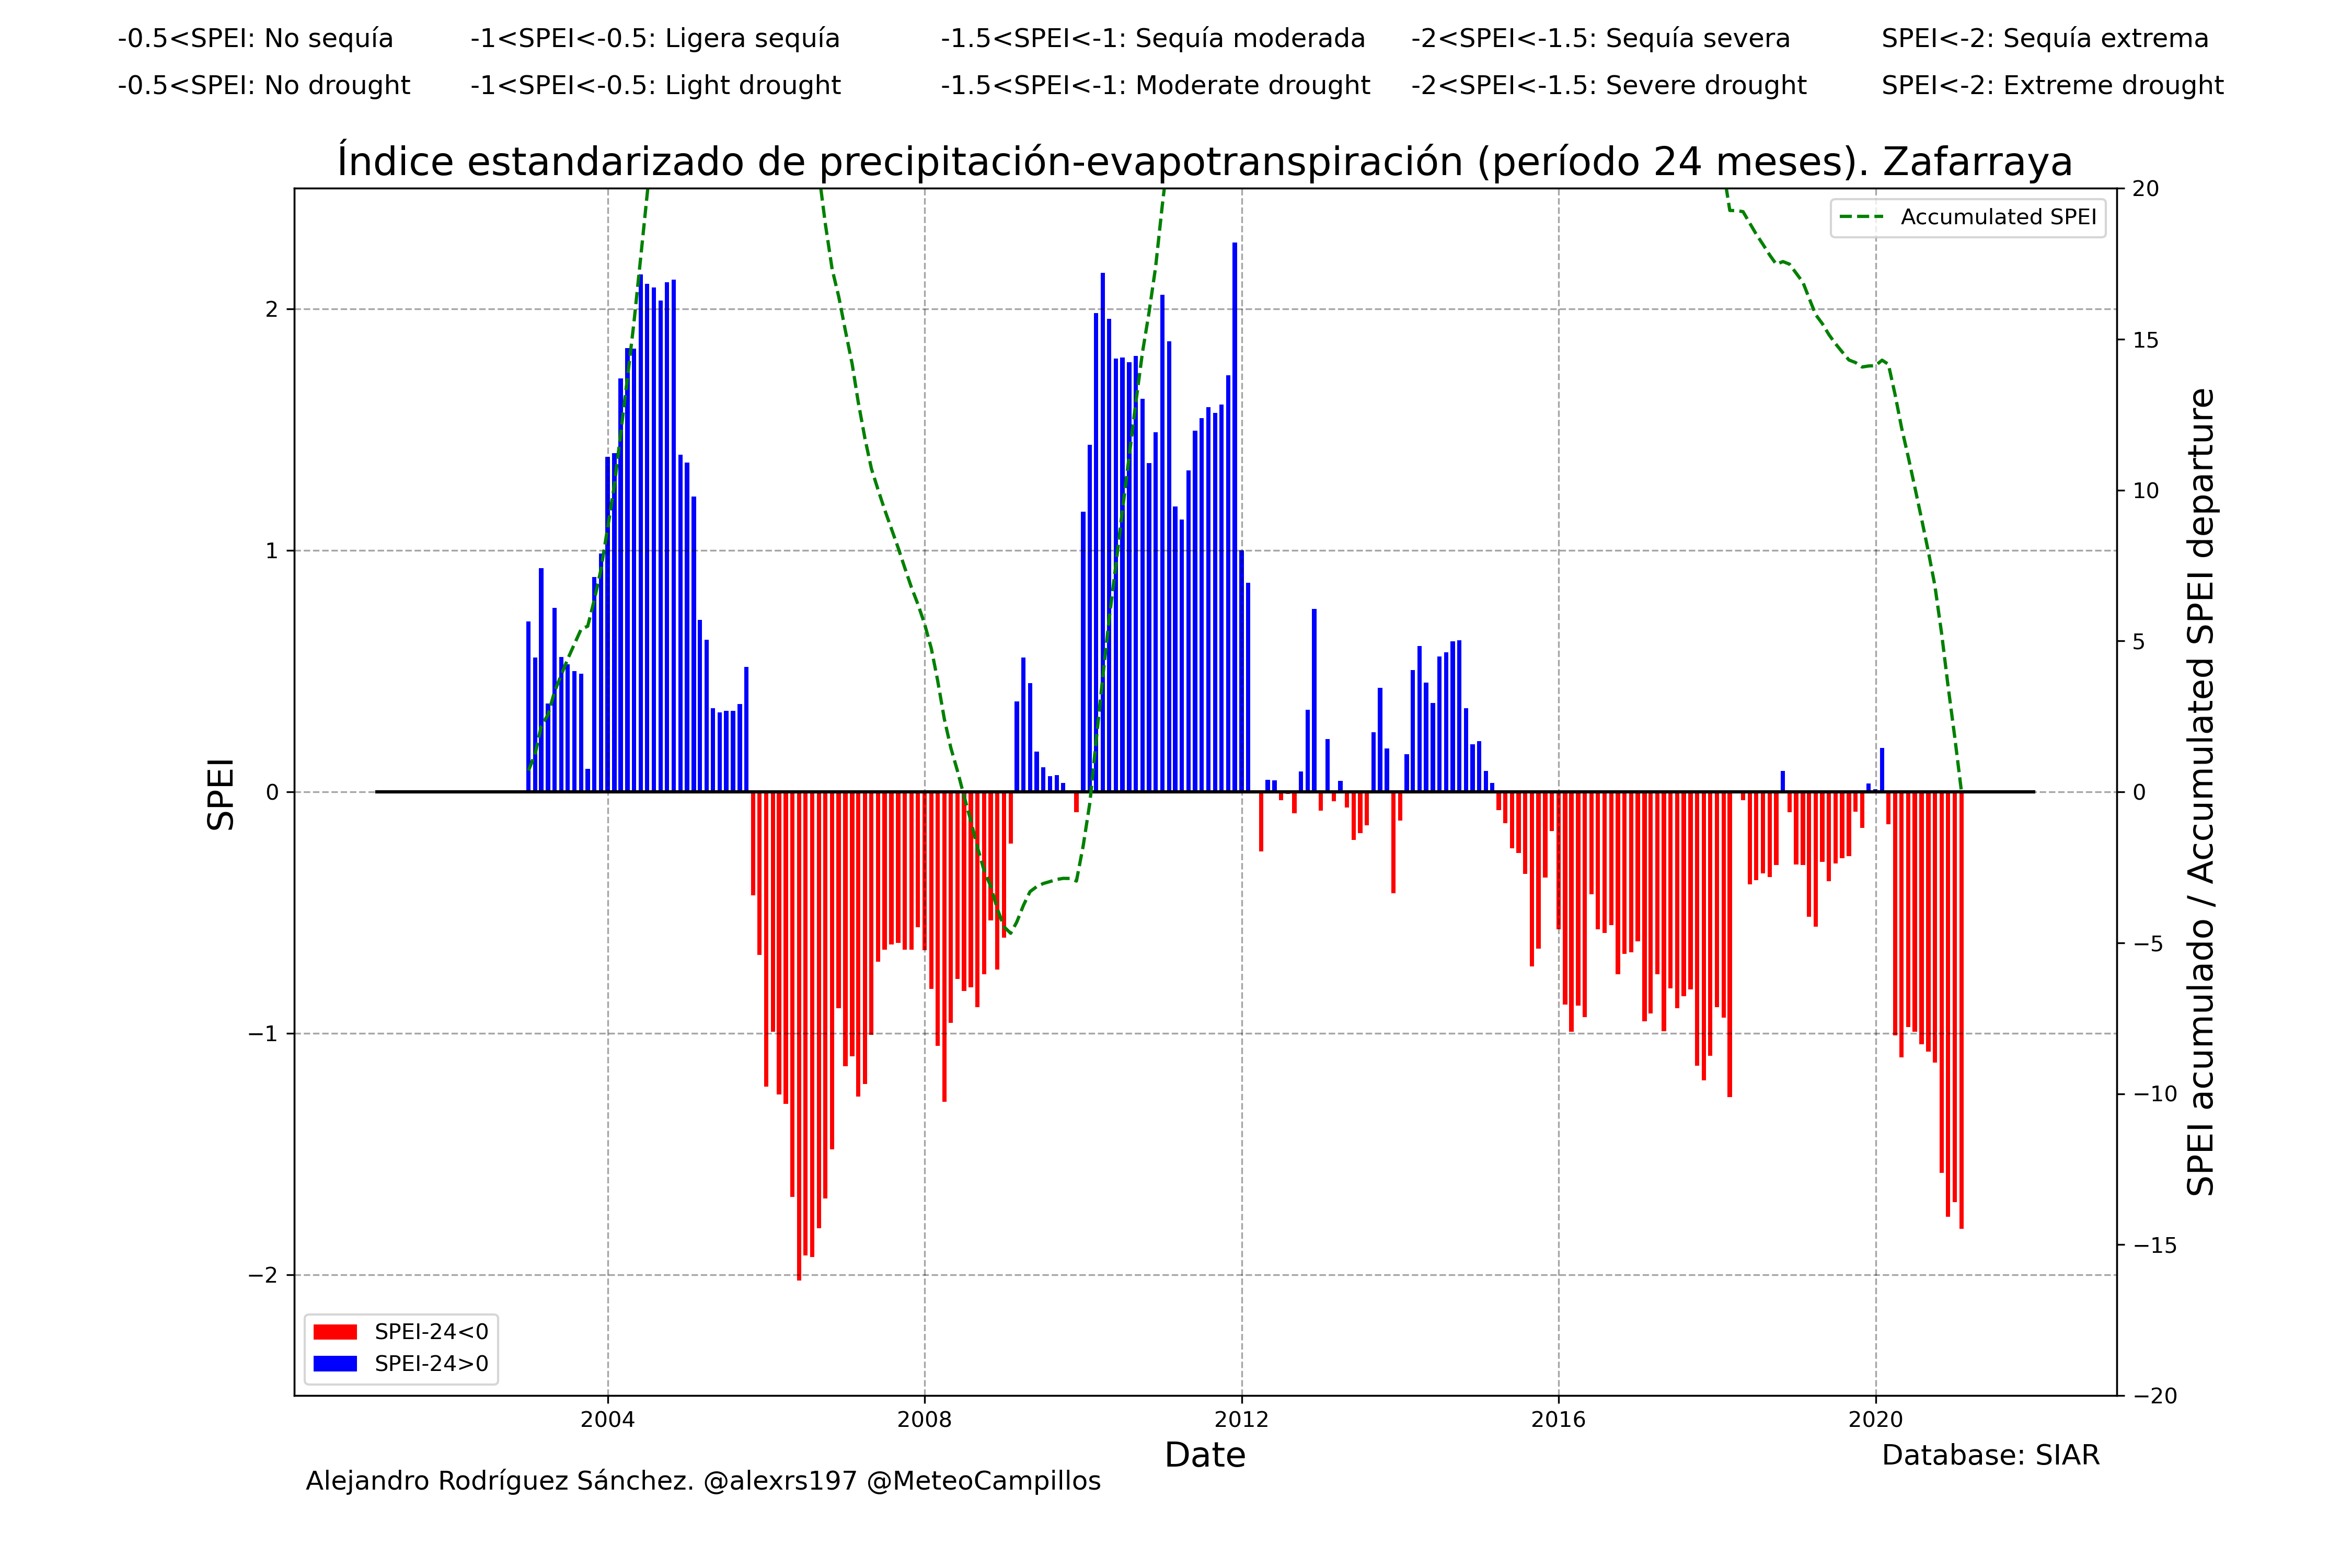 -0.5<SPEI: No sequía -1<SPEI<-0.5: Ligera sequía -1.5<SPEI<-1: Sequía moderada -2<SPEI<-1.5: Sequía severa SPEI<-2: Sequía extrema
-0.5<SPEI: No drought -1<SPEI<-0.5: Light drought -1.5<SPEI<-1: Moderate drought -2<SPEI<-1.5: Severe drought SPEI<-2: Extreme drought
Índice estandarizado de precipitación-evapotranspiración (período 24 meses). Zafarraya
Accumulated SPEI
SPEI
2
1
0
−1
−2
20
15
10
5
0
−5
−10
−15
−20
SPEI acumulado / Accumulated SPEI departure
SPEI-24<0
SPEI-24>0
2004 2008 2012 2016 2020
Date
Database: SIAR
Alejandro Rodríguez Sánchez. @alexrs197 @MeteoCampillos